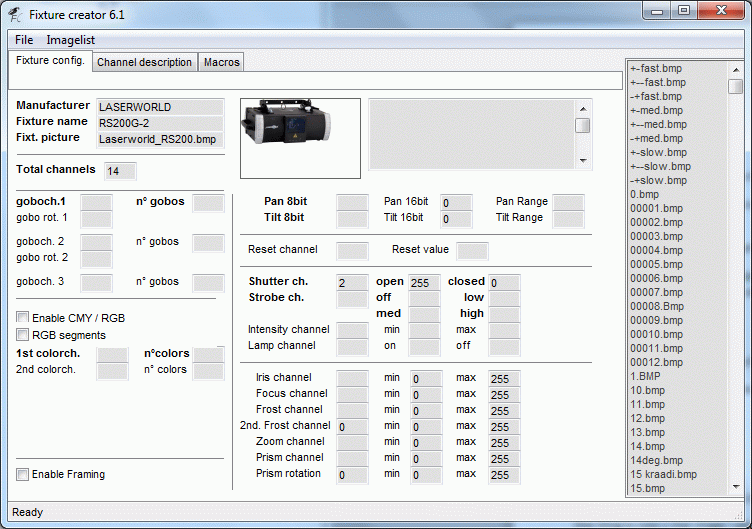 Fixture creator 6.1
File Imagelist
Fixture config. Channel description Macros
Manufacturer LASERWORLD
Fixture name RS200G-2
Fixt. picture Laserworld_RS200.bmp
Total channels 14
goboch.1 n° gobos
gobo rot. 1
goboch. 2 n° gobos
gobo rot. 2
goboch. 3 n° gobos
Enable CMY / RGB
RGB segments
1st colorch. n°colors
2nd colorch. n° colors
Enable Framing
Pan 8bit Pan 16bit 0 Pan Range
Tilt 8bit Tilt 16bit 0 Tilt Range
Reset channel Reset value
Shutter ch. 2 open 255 closed 0
Strobe ch. off low
med high
Intensity channel min max
Lamp channel on off
Iris channel min 0 max 255
Focus channel min 0 max 255
Frost channel min 0 max 255
2nd. Frost channel 0 min 0 max 255
Zoom channel min 0 max 255
Prism channel min 0 max 255
Prism rotation 0 min 0 max 255
+-fast.bmp
+--fast.bmp
-+fast.bmp
+-med.bmp
+--med.bmp
-+med.bmp
+-slow.bmp
+--slow.bmp
-+slow.bmp
0.bmp
00001.bmp
00002.bmp
00003.bmp
00004.bmp
00005.bmp
00006.bmp
00007.bmp
00008.Bmp
00009.bmp
00010.bmp
00011.bmp
00012.bmp
1.BMP
10.bmp
11.bmp
12.bmp
13.bmp
14.bmp
14deg.bmp
15 kraadi.bmp
15.bmp
Ready